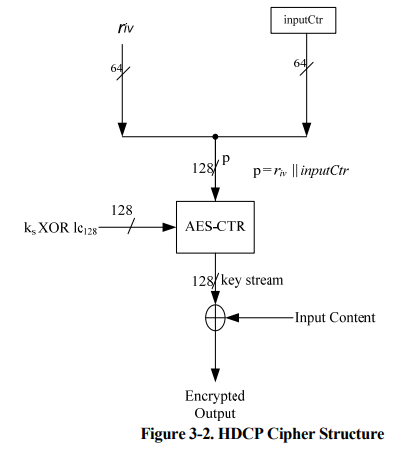 riv
inputCtr
64
64
128
p
p=riv || inputCtr
128
ks XOR lc128
AES-CTR
128
key stream
Input Content
Encrypted
Output
Figure 3-2. HDCP Cipher Structure